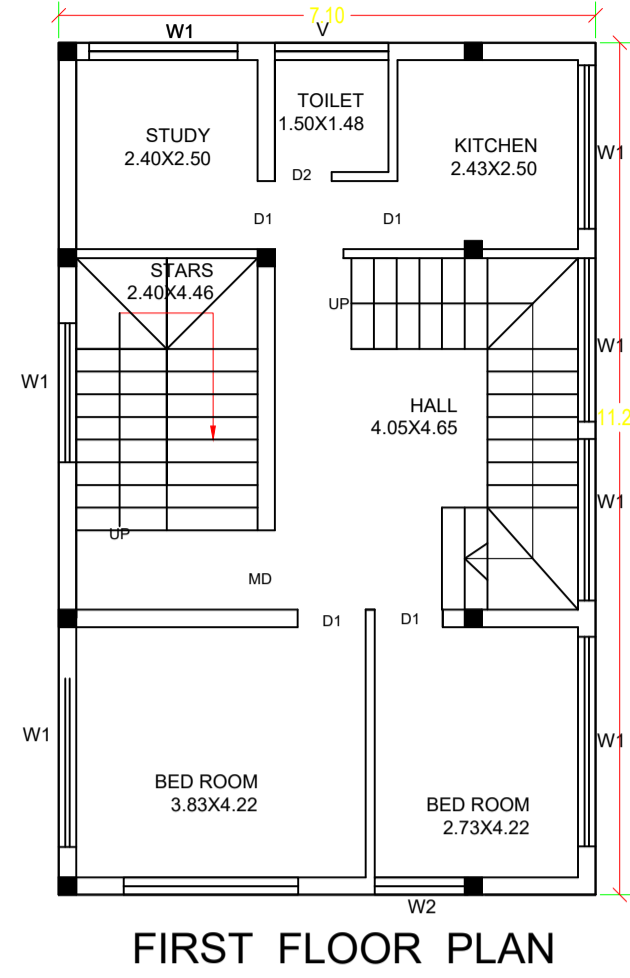 7.10
W1
V
TOILET
1.50X1.48
STUDY
2.40X2.50
KITCHEN
2.43X2.50
W1
D2
D1
D1
STARS
2.40X4.46
UP
W1
W1
HALL
4.05X4.65
11.2
W1
UP
MD
D1
D1
W1
W1
BED ROOM
3.83X4.22
BED ROOM
2.73X4.22
W2
FIRST FLOOR PLAN